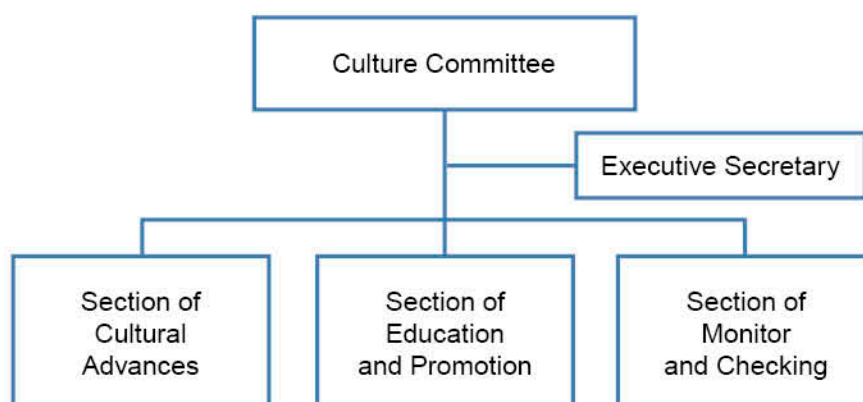 Culture Committee
Executive Secretary
Section of
Cultural
Advances
Section of
Education
and Promotion
Section of
Monitor
and Checking